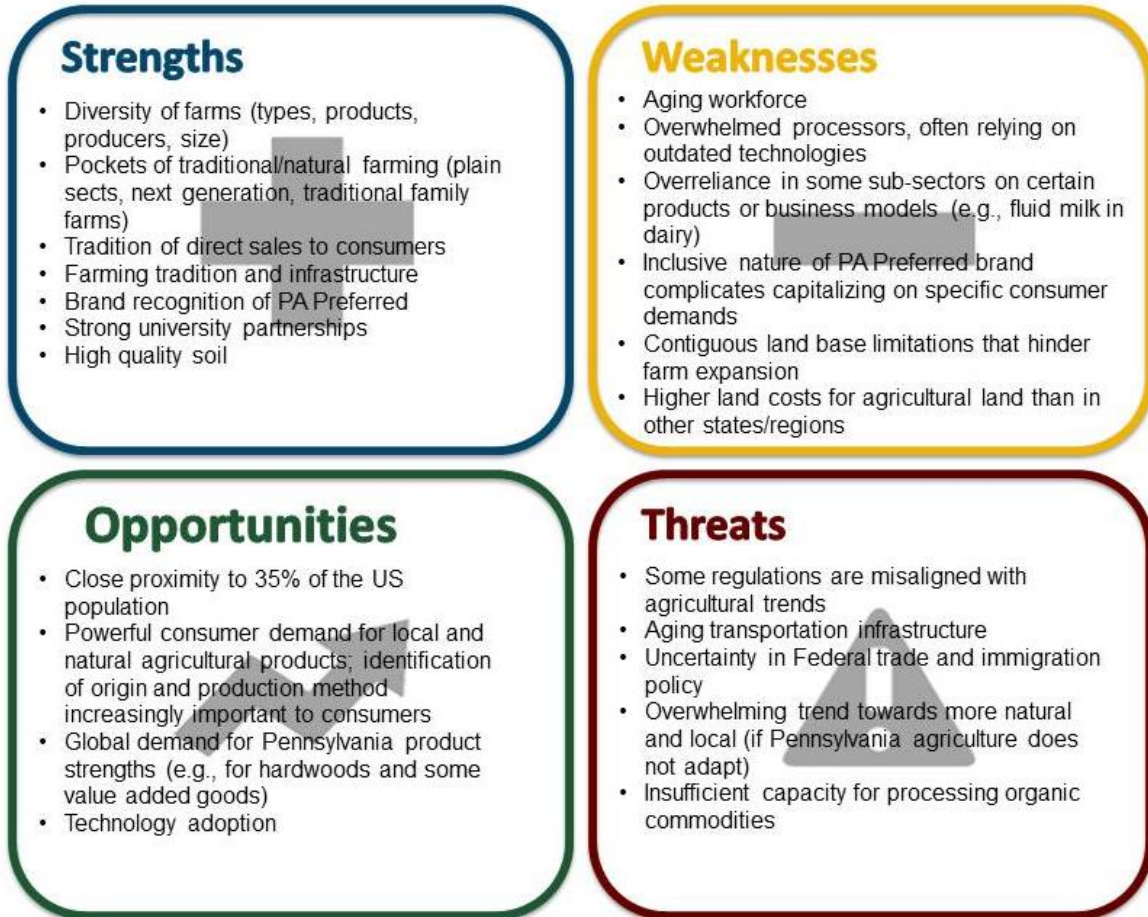 Strengths
• Diversity of farms (types, products,
producers, size)
• Pockets of traditional/natural farming (plain
sects, next generation, traditional family
farms)
• Tradition of direct sales to consumers
• Farming tradition and infrastructure
• Brand recognition of PA Preferred
• Strong university partnerships
• High quality soil
Weaknesses
• Aging workforce
• Overwhelmed processors, often relying on
outdated technologies
• Overreliance in some sub-sectors on certain
products or business models (e.g., fluid milk in
dairy)
• Inclusive nature of PA Preferred brand
complicates capitalizing on specific consumer
demands
• Contiguous land base limitations that hinder
farm expansion
• Higher land costs for agricultural land than in
other states/regions
Opportunities
• Close proximity to 35% of the US
population
• Powerful consumer demand for local and
natural agricultural products; identification
of origin and production method
increasingly important to consumers
• Global demand for Pennsylvania product
strengths (e.g., for hardwoods and some
value added goods)
• Technology adoption
Threats
• Some regulations are misaligned with
agricultural trends
• Aging transportation infrastructure
• Uncertainty in Federal trade and immigration
policy
• Overwhelming trend towards more natural
and local (if Pennsylvania agriculture does
not adapt)
• Insufficient capacity for processing organic
commodities